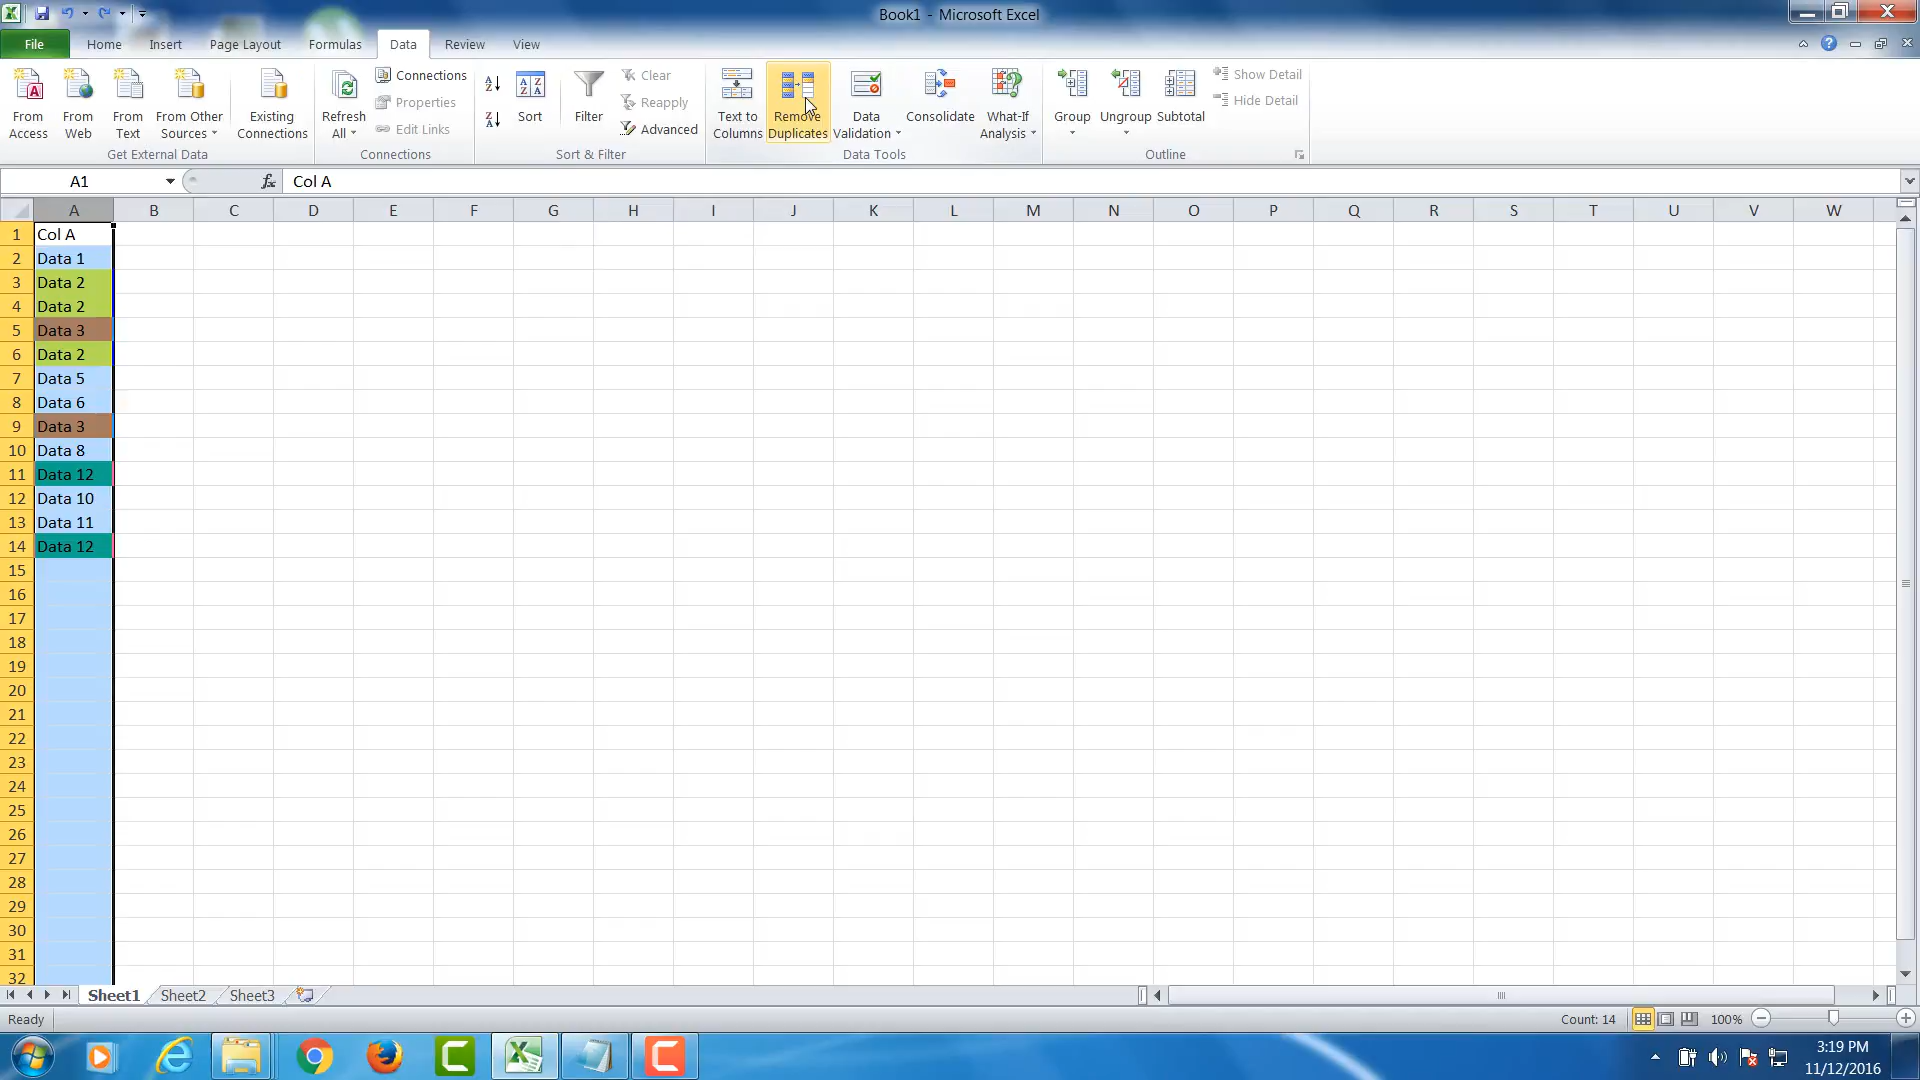 Book1 - Microsoft Excel
File Home Insert Page Layout Formulas Data Review View
From Access
From Web
From Text
From Other Sources
Existing Connections
Get External Data
Refresh All
Connections
Properties
Edit Links
Connections
Sort
Filter
Clear
Reapply
Advanced
Sort & Filter
Text to Columns
Remove Duplicates
Data Validation
Consolidate
What-If Analysis
Data Tools
Group
Ungroup
Subtotal
Show Detail
Hide Detail
Outline
A1 fx Col A
A B C D E F G H I J K L M N O P Q R S T U V W
1 Col A
2 Data 1
3 Data 2
4 Data 2
5 Data 3
6 Data 2
7 Data 5
8 Data 6
9 Data 3
10 Data 8
11 Data 12
12 Data 10
13 Data 11
14 Data 12
15
16
17
18
19
20
21
22
23
24
25
26
27
28
29
30
31
32
Sheet1 Sheet2 Sheet3
Ready Count: 14 100%
3:19 PM
11/12/2016